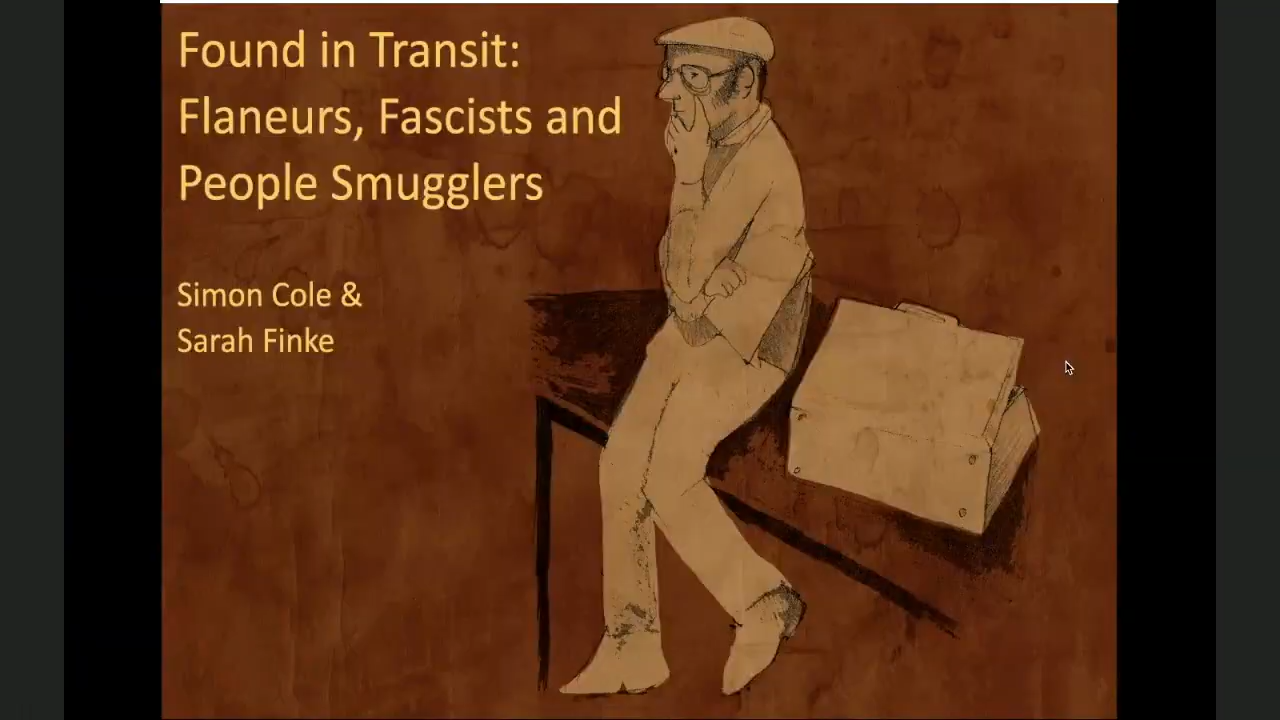 Found in Transit:
Flaneurs, Fascists and
People Smugglers
Simon Cole &
Sarah Finke